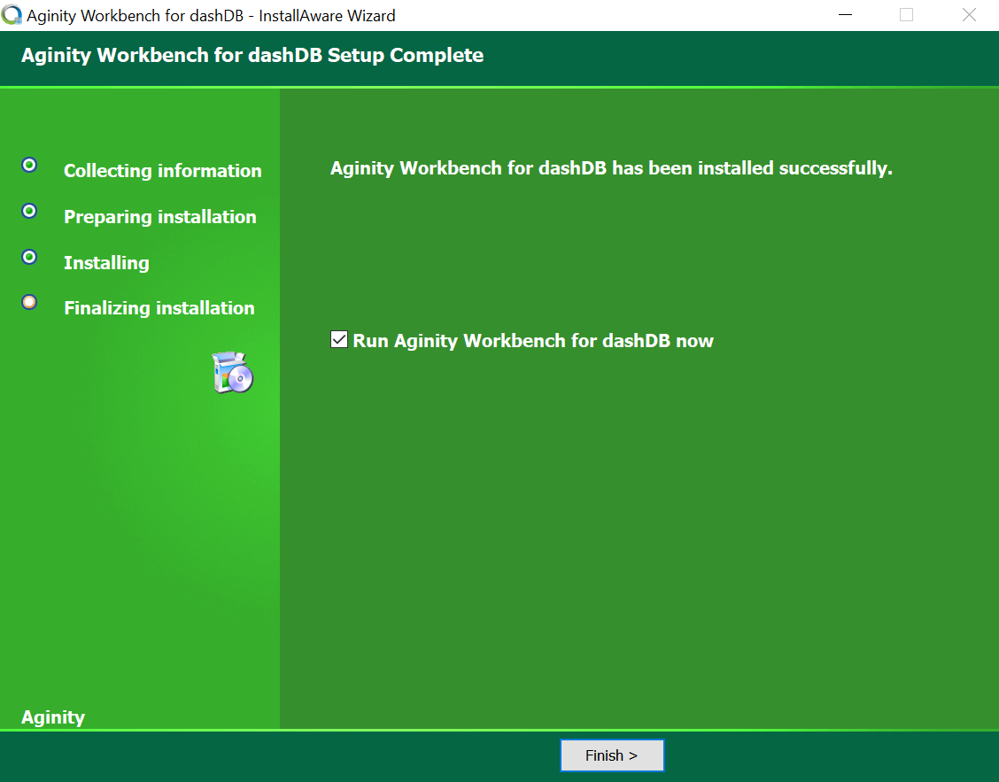 Aginity Workbench for dashDB - InstallAware Wizard
Aginity Workbench for dashDB Setup Complete
Collecting information
Preparing installation
Installing
Finalizing installation
Aginity Workbench for dashDB has been installed successfully.
Run Aginity Workbench for dashDB now
Aginity
Finish >